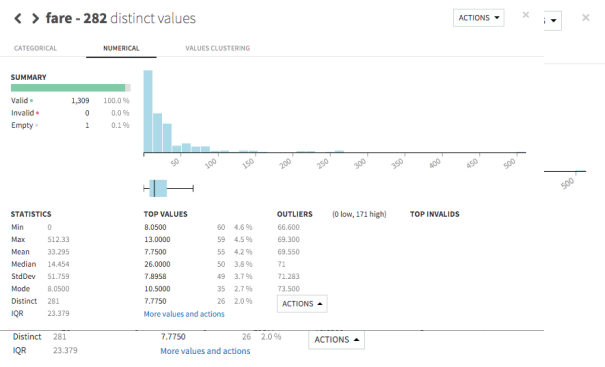 fare - 282 distinct values
ACTIONS
CATEGORICAL NUMERICAL VALUES CLUSTERING
SUMMARY
Valid 1,309 100.0 %
Invalid 0 0.0 %
Empty 1 0.1 %
50 100 150 200 250 300 350 400 450 500
500
STATISTICS TOP VALUES OUTLIERS (0 low, 171 high) TOP INVALIDS
Min 0 8.0500 60 4.6 % 66.600
Max 512.33 13.0000 59 4.5 % 69.300
Mean 33.295 7.7500 55 4.2 % 69.550
Median 14.454 26.0000 50 3.8 % 71
StdDev 51.759 7.8958 49 3.7 % 71.283
Mode 8.0500 10.5000 35 2.7 % 73.500
Distinct 281 7.7750 26 2.0 % ACTIONS
IQR 23.379 More values and actions
Distinct 281 7.7750 26 2.0 % ACTIONS
IQR 23.379 More values and actions